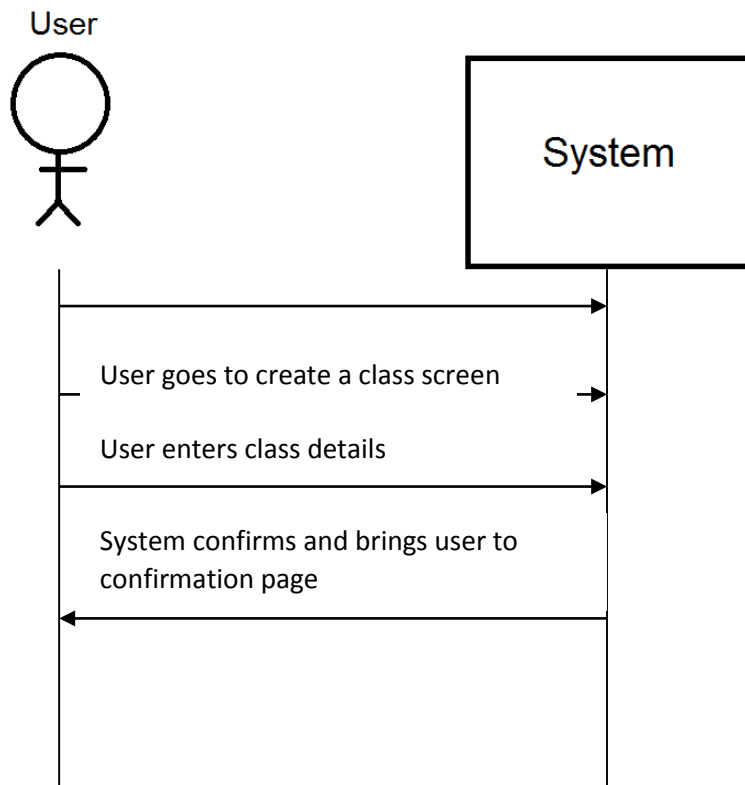 User
System
User goes to create a class screen
User enters class details
System confirms and brings user to
confirmation page